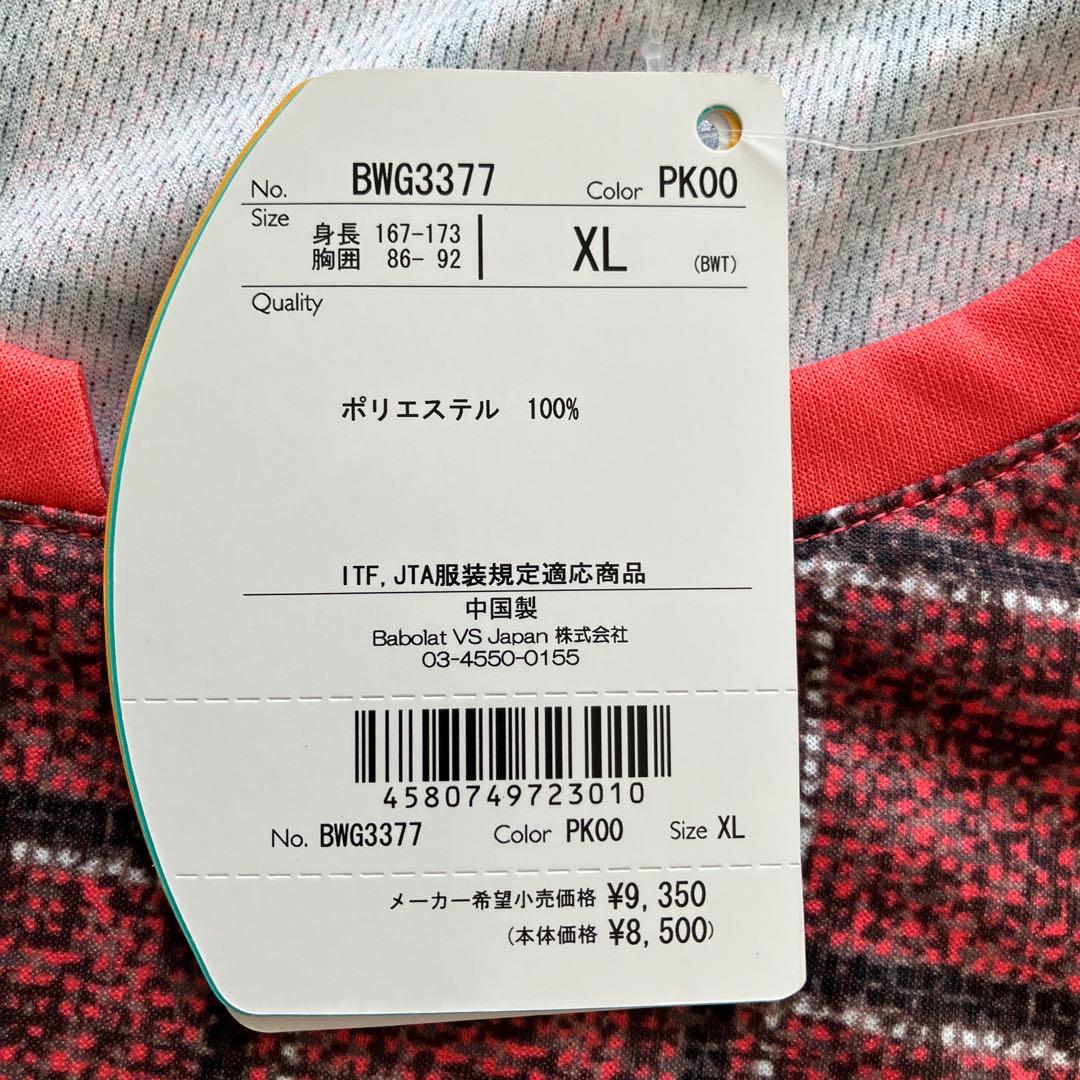 No. BWG3377 Color PK00
Size
身長 167-173
胸囲 86- 92
XL (BWT)
Quality
ポリエステル 100%
ITF,JTA服装規定適応商品
中国製
Babolat VS Japan 株式会社
03-4550-0155
4580749723010
No. BWG3377 Color PK00 Size XL
メーカー希望小売価格 ¥9,350
(本体価格 ¥8,500)